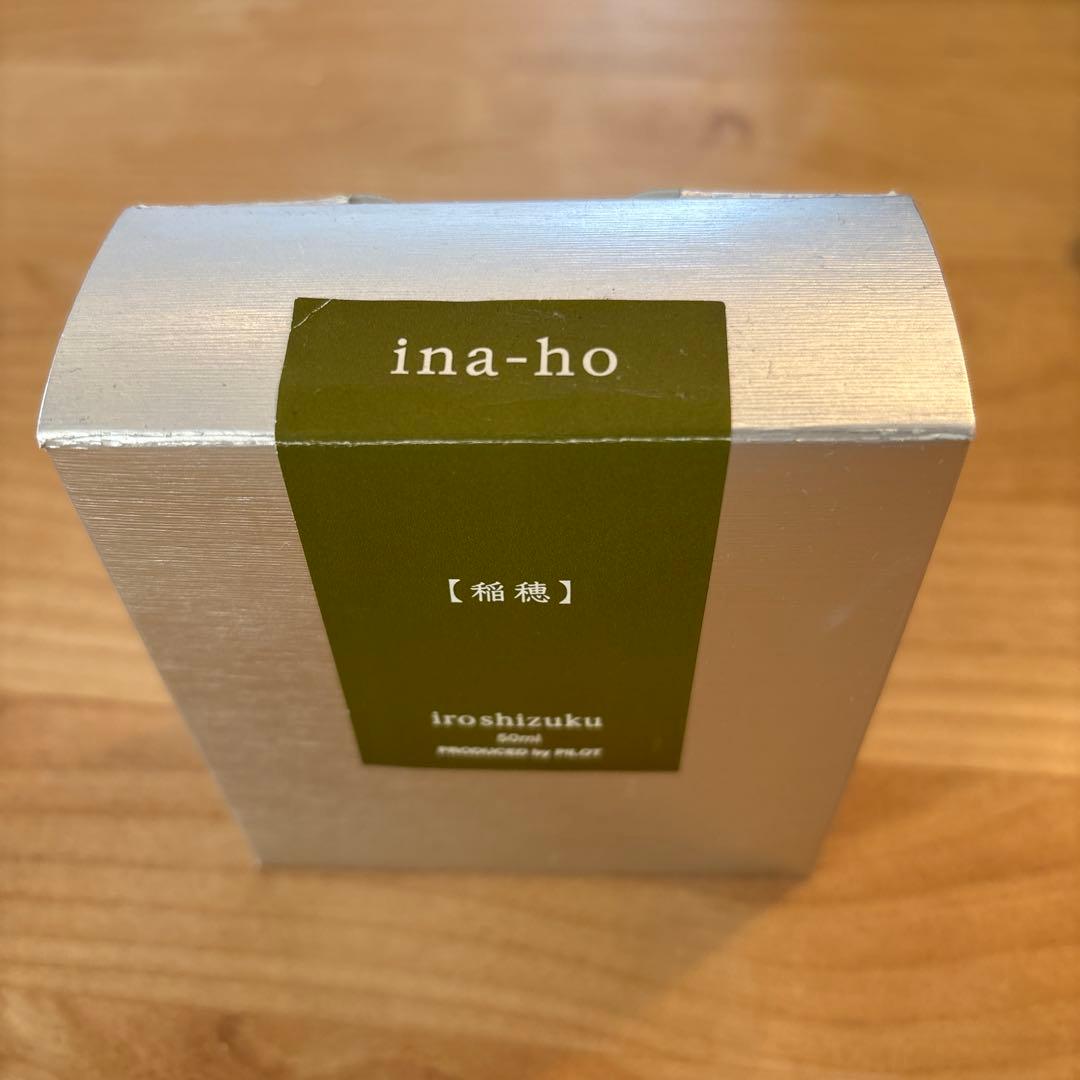 ina-ho
【稲穂】
iroshizuku
50ml
PRODUCED by PILOT